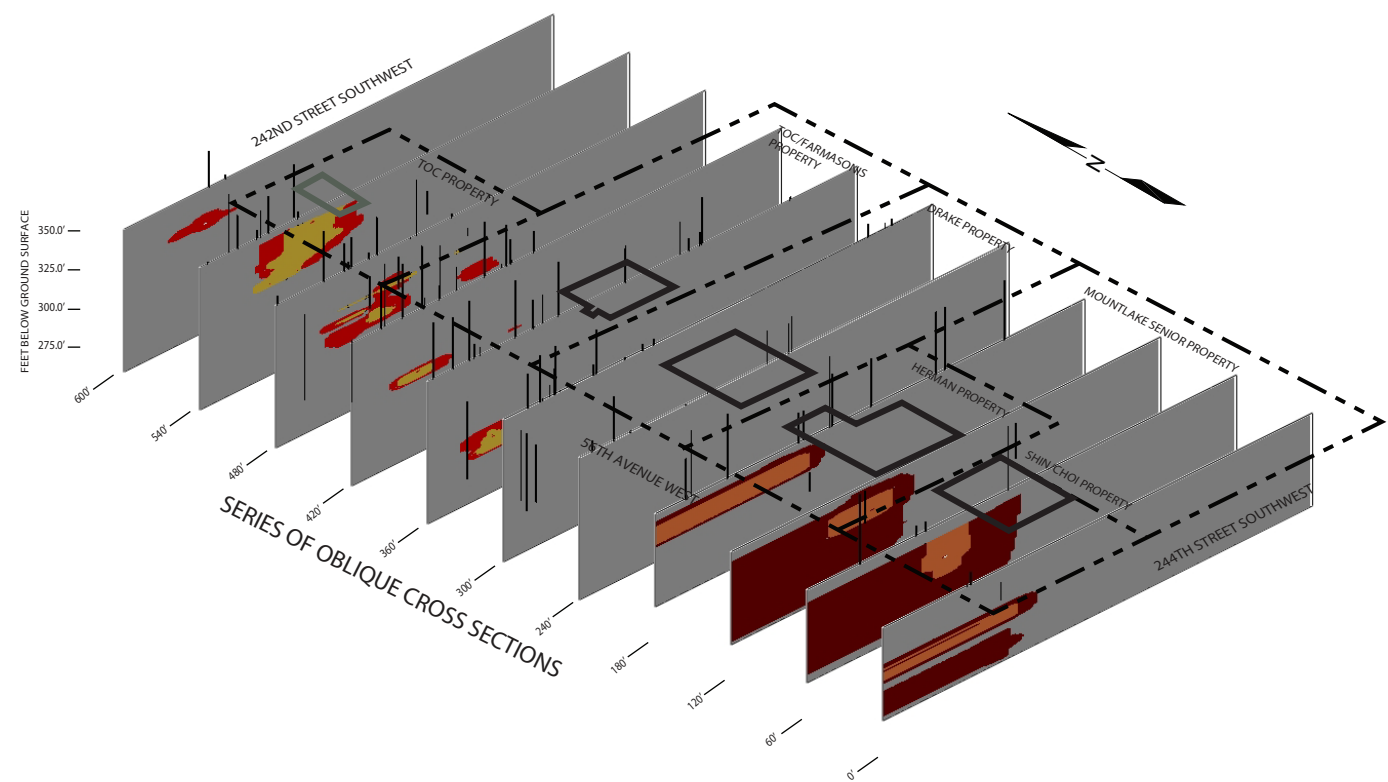 242ND STREET SOUTHWEST
TOC PROPERTY
TOC/FARMASONIS
PROPERTY
DRAKE PROPERTY
MOUNTLAKE SENIOR PROPERTY
N
FEET BELOW GROUND SURFACE
350.0'
325.0'
300.0'
275.0'
HERMAN PROPERTY
56TH AVENUE WEST
SHIN/CHOI PROPERTY
244TH STREET SOUTHWEST
600'
540'
480'
420'
360'
300'
240'
180'
120'
60'
0'
SERIES OF OBLIQUE CROSS SECTIONS